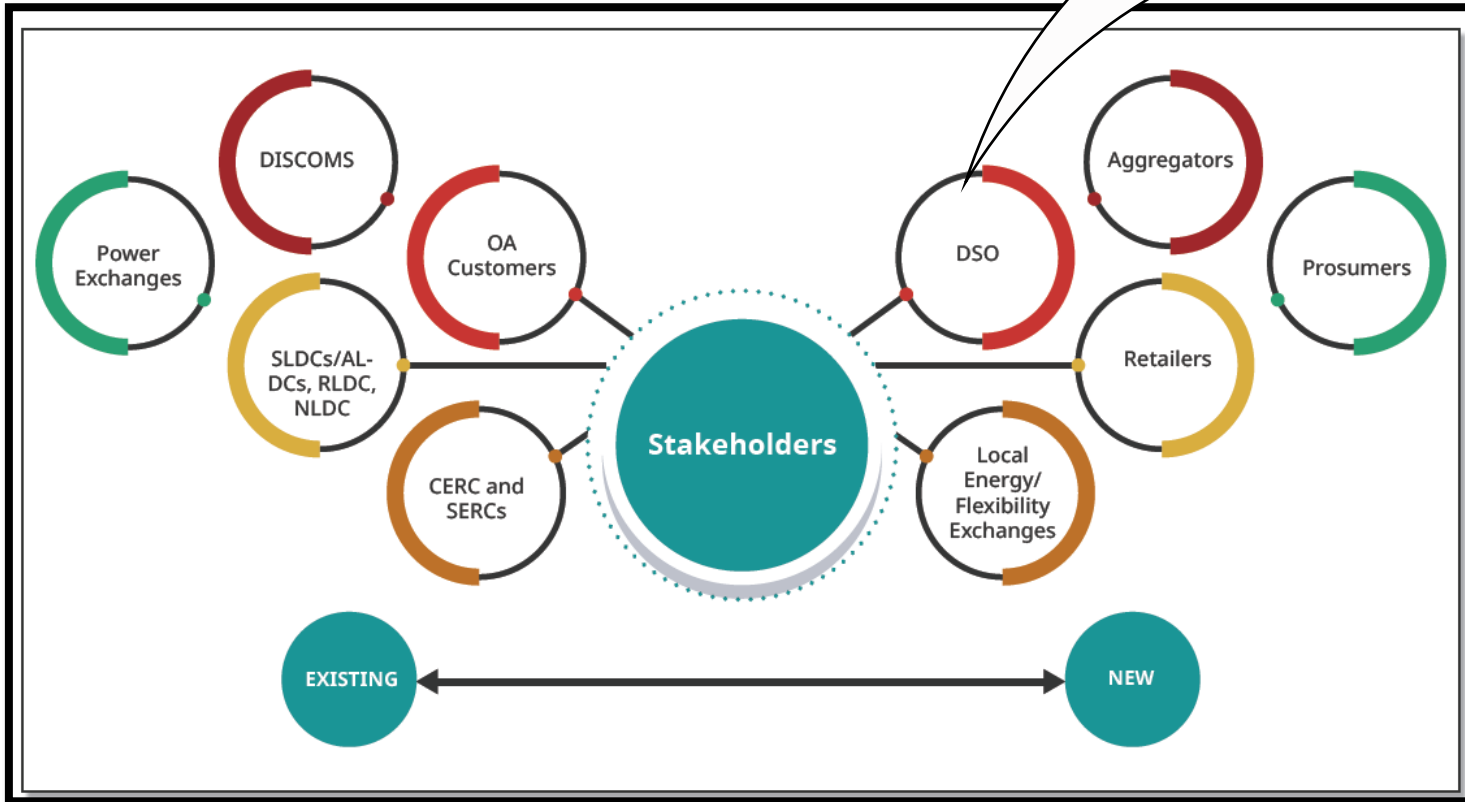 DISCOMS
Power
Exchanges
OA
Customers
SLDCs/AL-
DCs, RLDC,
NLDC
CERC and
SERCs
Stakeholders
DSO
Aggregators
Prosumers
Retailers
Local
Energy/
Flexibility
Exchanges
EXISTING
NEW